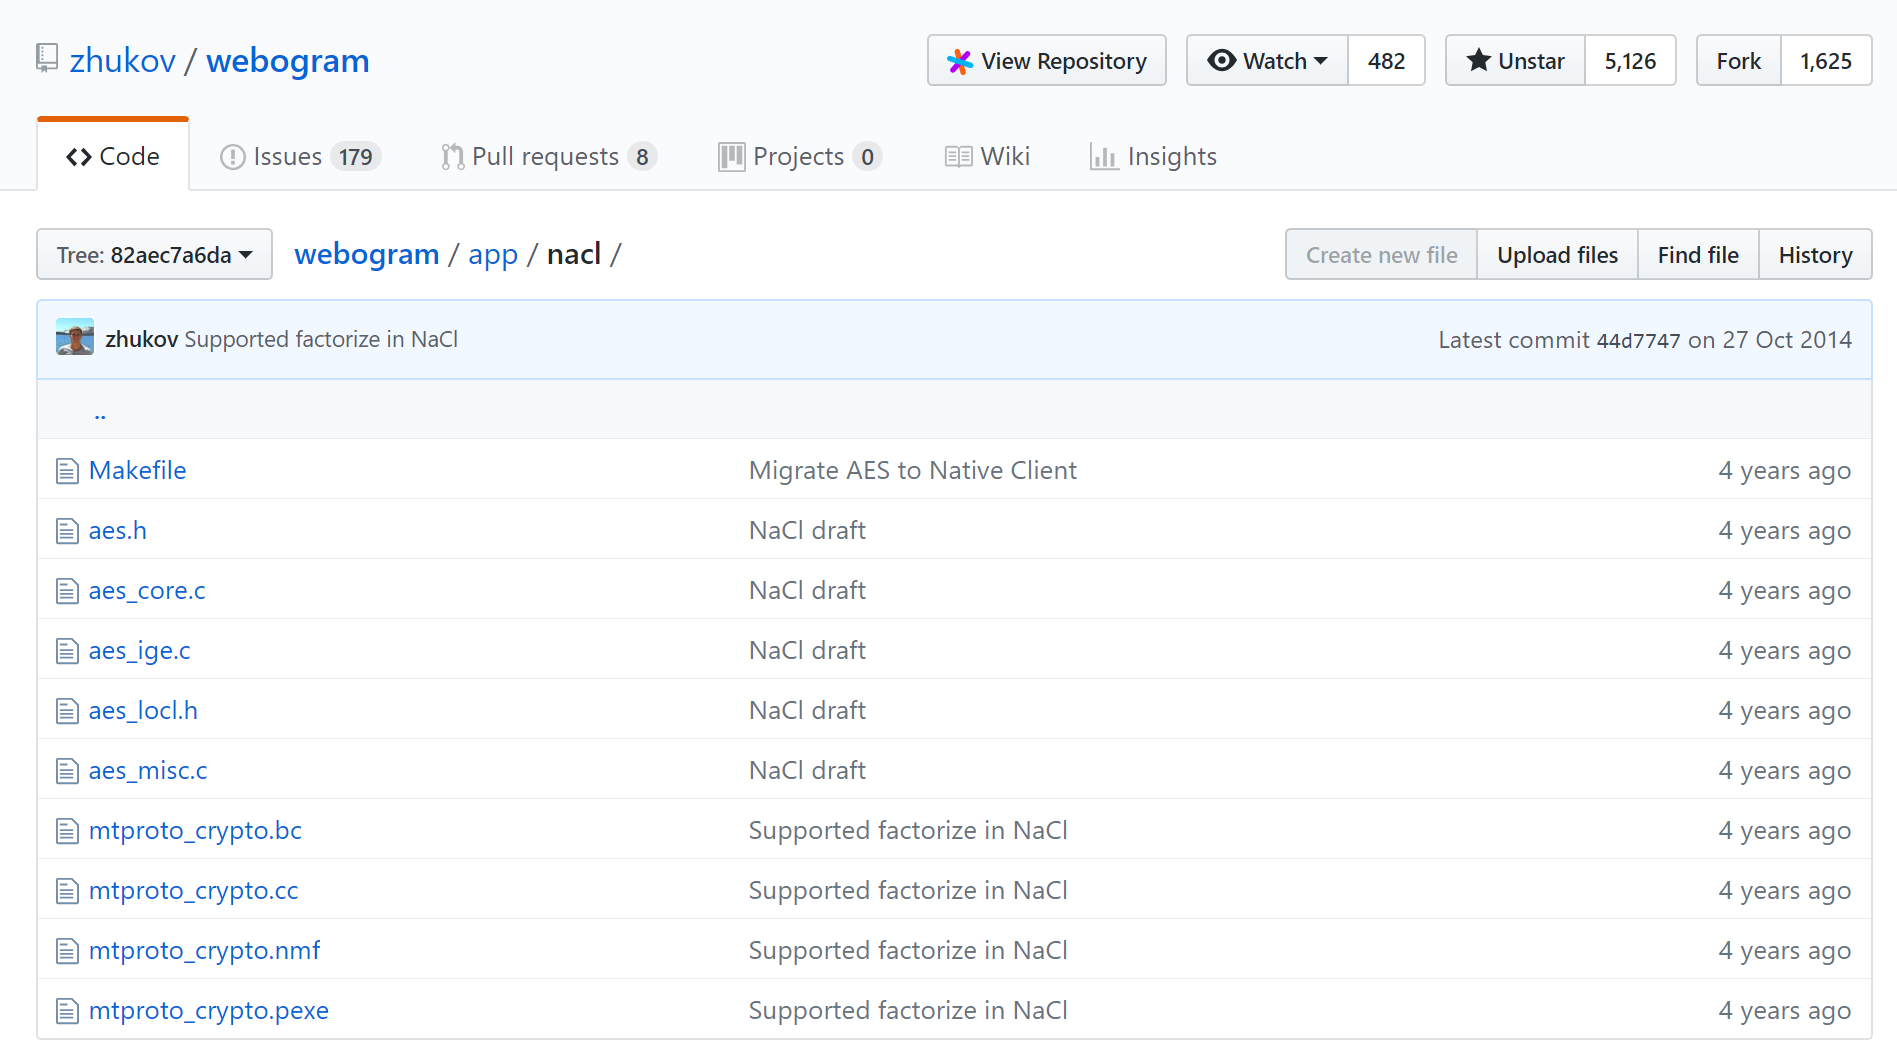 zhukov / webogram View Repository Watch 482 Unstar 5,126 Fork 1,625
Code Issues 179 Pull requests 8 Projects 0 Wiki Insights
Tree: 82aec7a6da webogram / app / nacl / Create new file Upload files Find file History
zhukov Supported factorize in NaCl Latest commit 44d7747 on 27 Oct 2014
..
Makefile Migrate AES to Native Client 4 years ago
aes.h NaCl draft 4 years ago
aes_core.c NaCl draft 4 years ago
aes_ige.c NaCl draft 4 years ago
aes_locl.h NaCl draft 4 years ago
aes_misc.c NaCl draft 4 years ago
mtproto_crypto.bc Supported factorize in NaCl 4 years ago
mtproto_crypto.cc Supported factorize in NaCl 4 years ago
mtproto_crypto.nmf Supported factorize in NaCl 4 years ago
mtproto_crypto.pexe Supported factorize in NaCl 4 years ago